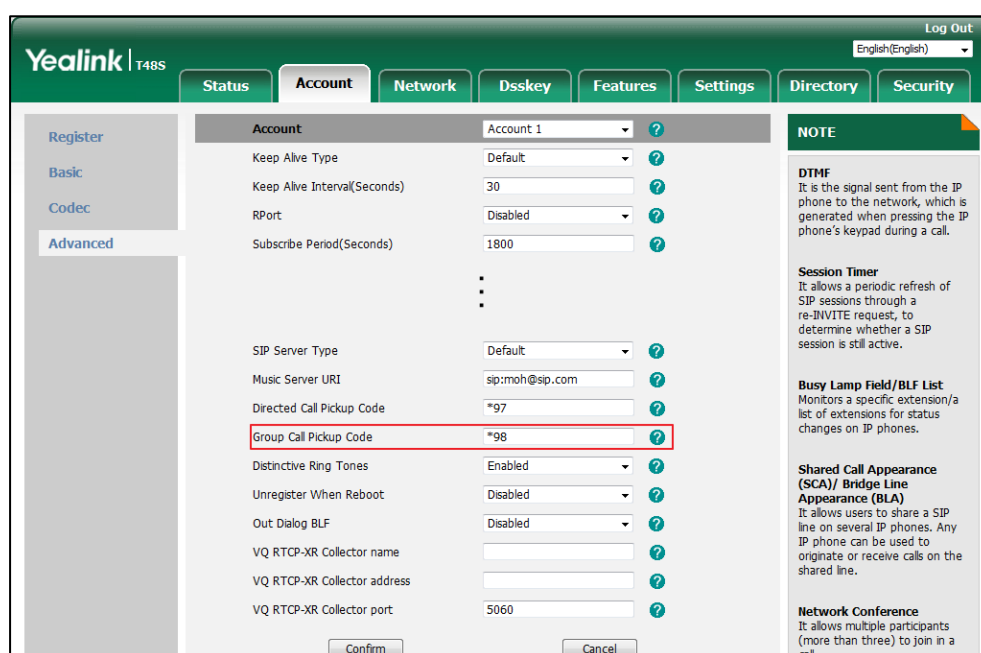 Log Out
Yealink T48S
English(English)
Status Account Network Dsskey Features Settings Directory Security
Register
Basic
Codec
Advanced
Account Account 1
Keep Alive Type Default
Keep Alive Interval(Seconds) 30
RPort Disabled
Subscribe Period(Seconds) 1800
SIP Server Type Default
Music Server URI sip:moh@sip.com
Directed Call Pickup Code *97
Group Call Pickup Code *98
Distinctive Ring Tones Enabled
Unregister When Reboot Disabled
Out Dialog BLF Disabled
VQ RTCP-XR Collector name
VQ RTCP-XR Collector address
VQ RTCP-XR Collector port 5060
Confirm Cancel
NOTE
DTMF
It is the signal sent from the IP
phone to the network, which is
generated when pressing the IP
phone's keypad during a call.
Session Timer
It allows a periodic refresh of
SIP sessions through a
re-INVITE request, to
determine whether a SIP
session is still active.
Busy Lamp Field/BLF List
Monitors a specific extension/a
list of extensions for status
changes on IP phones.
Shared Call Appearance
(SCA)/ Bridge Line
Appearance (BLA)
It allows users to share a SIP
line on several IP phones. Any
IP phone can be used to
originate or receive calls on the
shared line.
Network Conference
It allows multiple participants
(more than three) to join in a